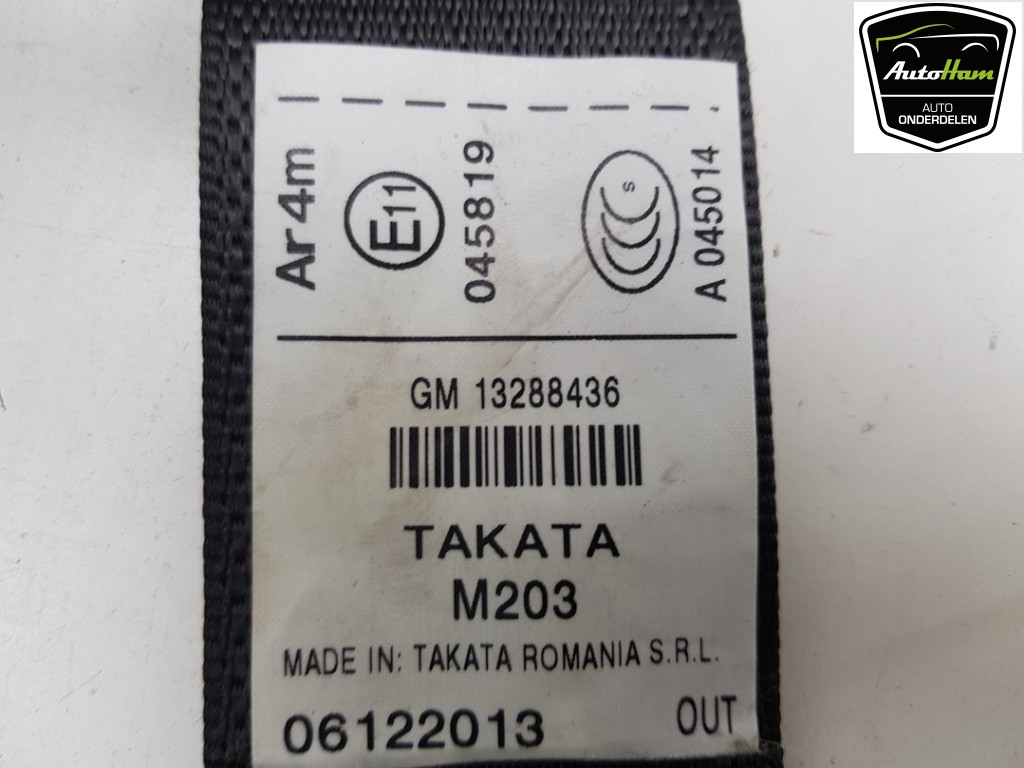 AutoHam
AUTO
ONDERDELEN
Ar4m
E11
045819
S
A 045014
GM 13288436
TAKATA
M203
MADE IN: TAKATA ROMANIA S.R.L.
06122013
OUT